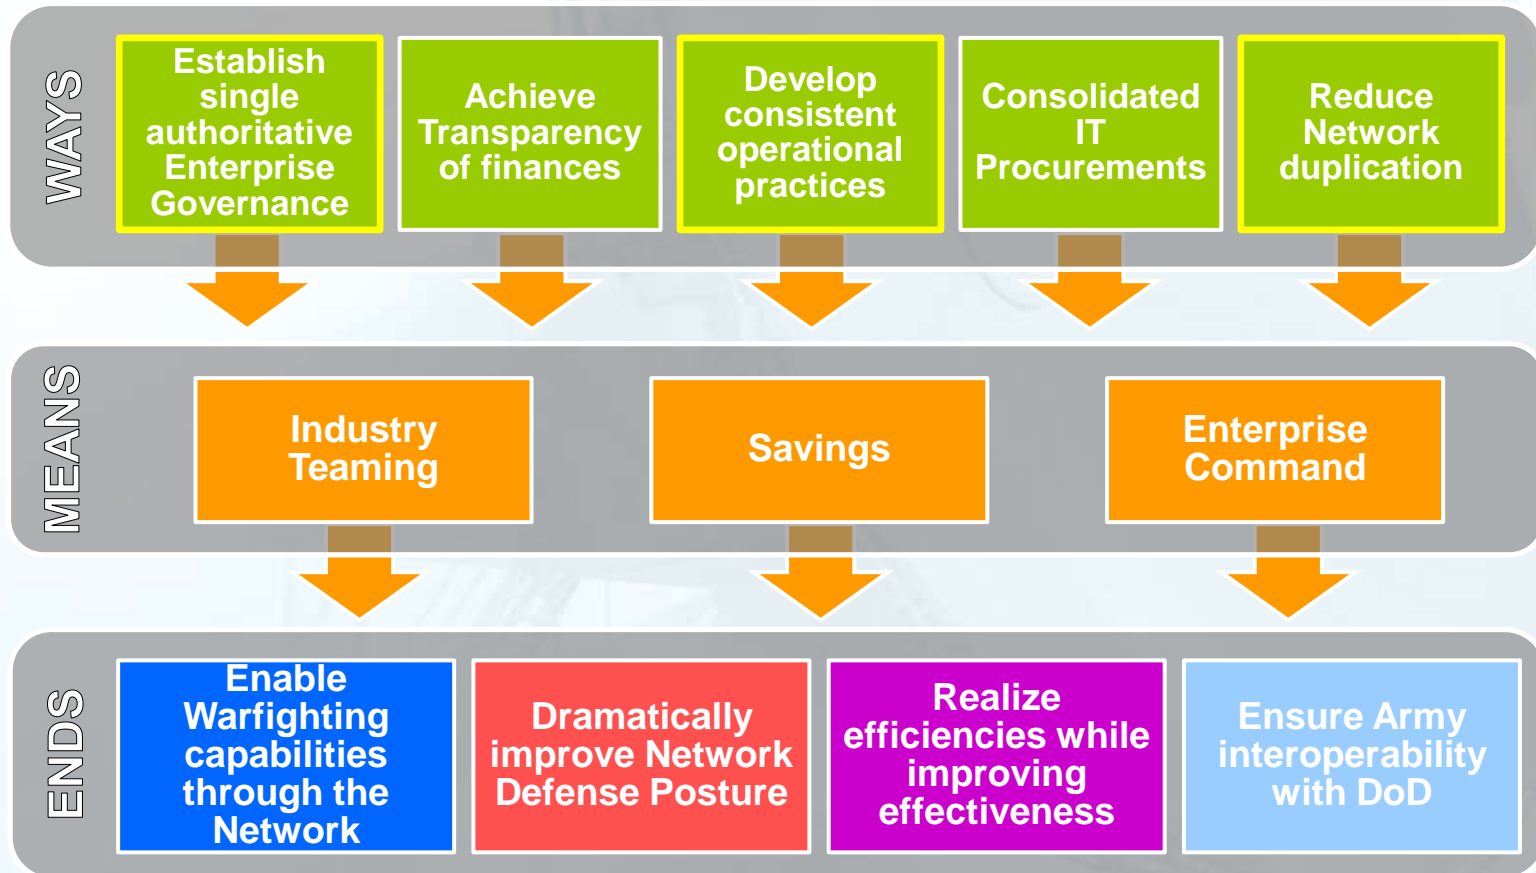 WAYS
Establish
single
authoritative
Enterprise
Governance
Achieve
Transparency
of finances
Develop
consistent
operational
practices
Consolidated
IT
Procurements
Reduce
Network
duplication
MEANS
Industry
Teaming
Savings
Enterprise
Command
ENDS
Enable
Warfighting
capabilities
through the
Network
Dramatically
improve Network
Defense Posture
Realize
efficiencies while
improving
effectiveness
Ensure Army
interoperability
with DoD